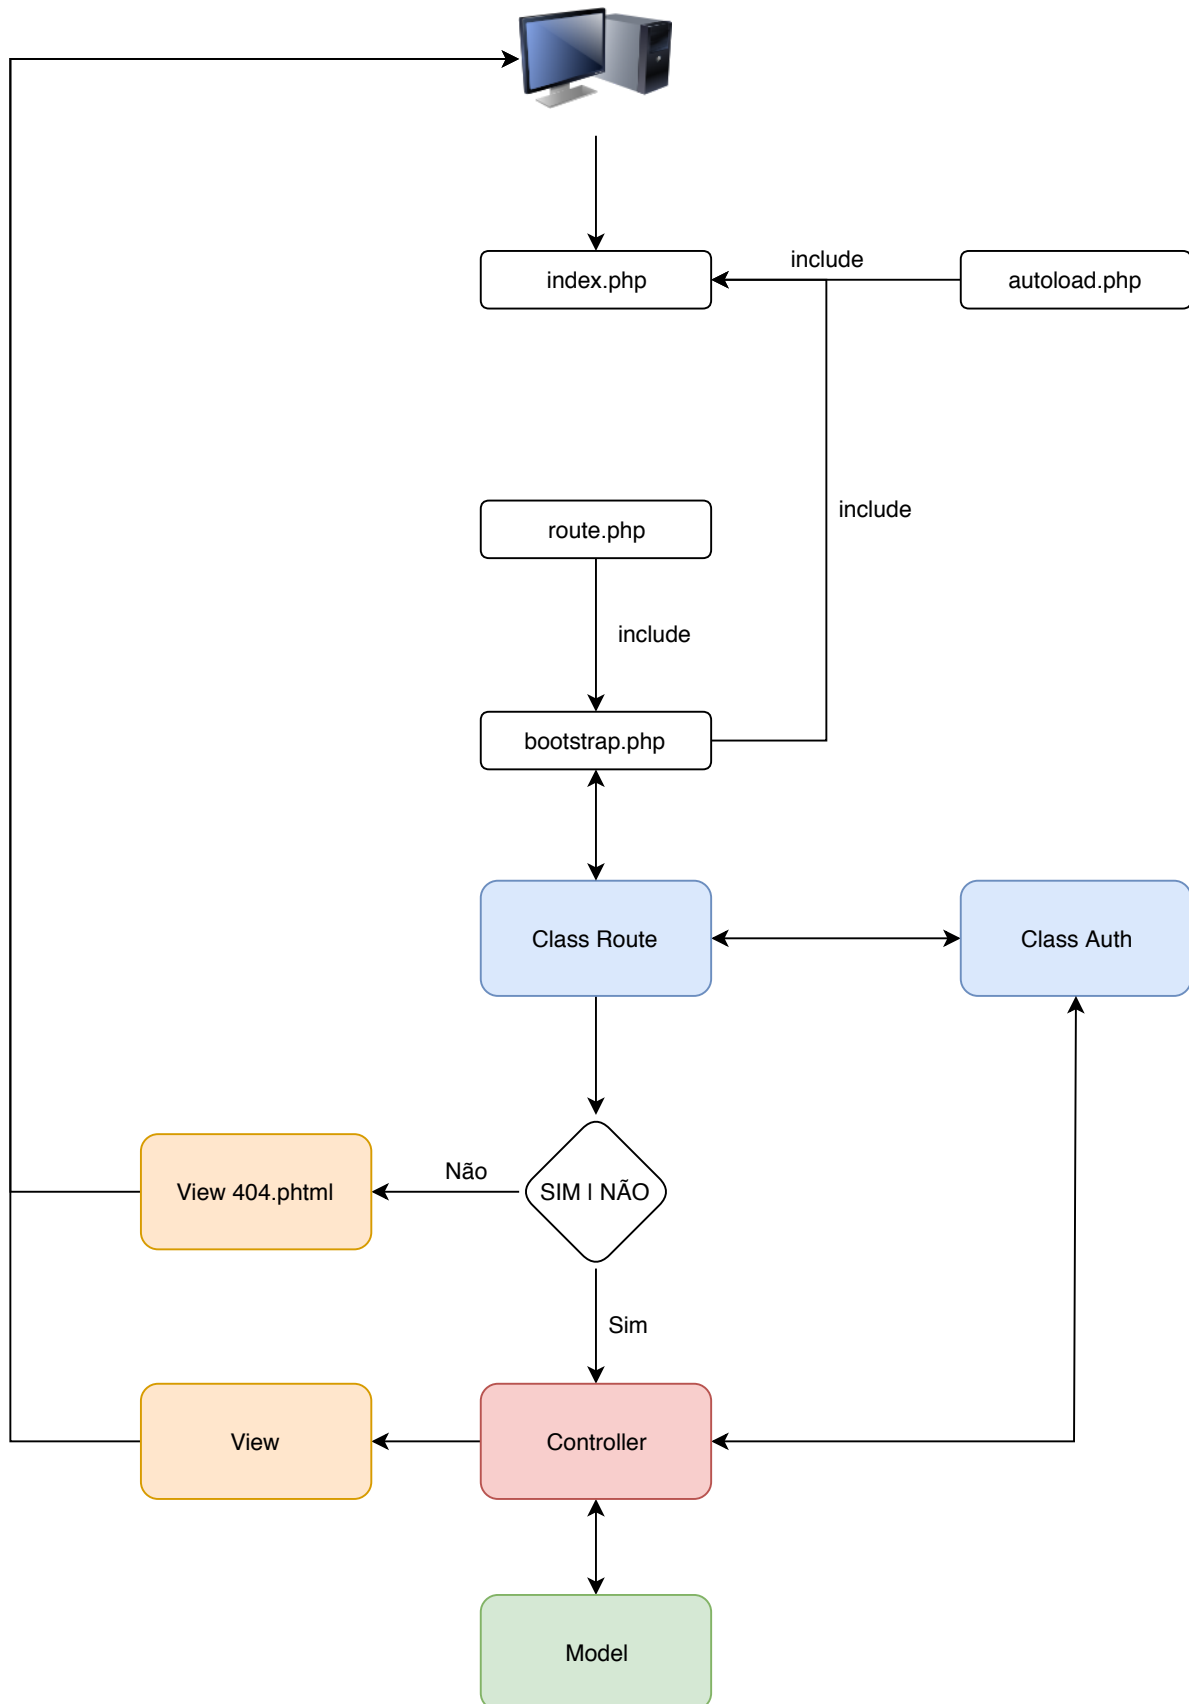 index.php
include
autoload.php
route.php
include
include
bootstrap.php
Class Route
Class Auth
Não
View 404.phtml
SIM | NÃO
Sim
View
Controller
Model